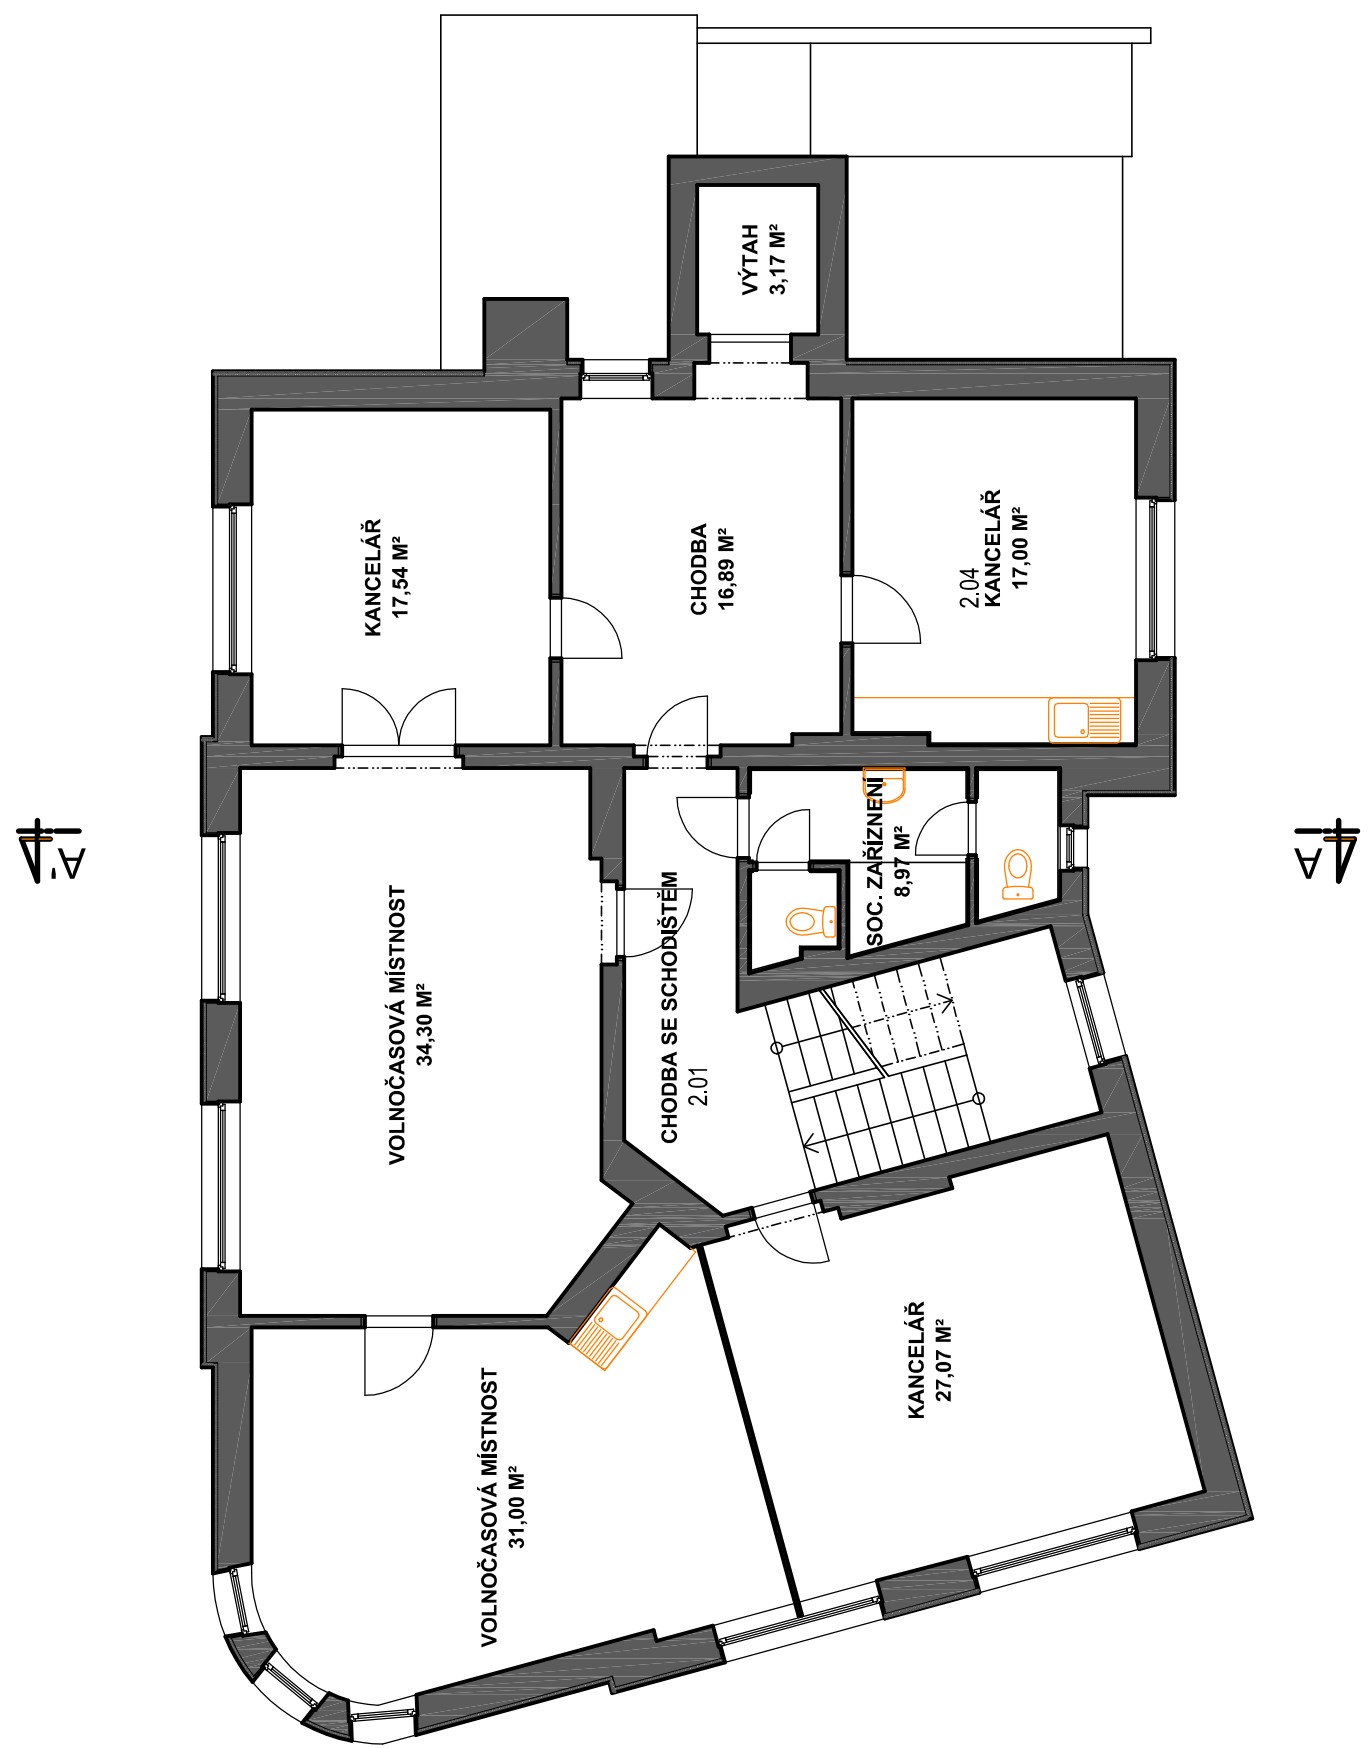 VÝTAH
3,17 M²
KANCELÁŘ
17,54 M²
CHODBA
16,89 M²
2.04
KANCELÁŘ
17,00 M²
A'
A
VOLNOČASOVÁ MÍSTNOST
34,30 M²
CHODBA SE SCHODIŠTĚM
2.01
SOC. ZAŘÍZNENÍ
8,97 M²
VOLNOČASOVÁ MÍSTNOST
31,00 M²
KANCELÁŘ
27,07 M²